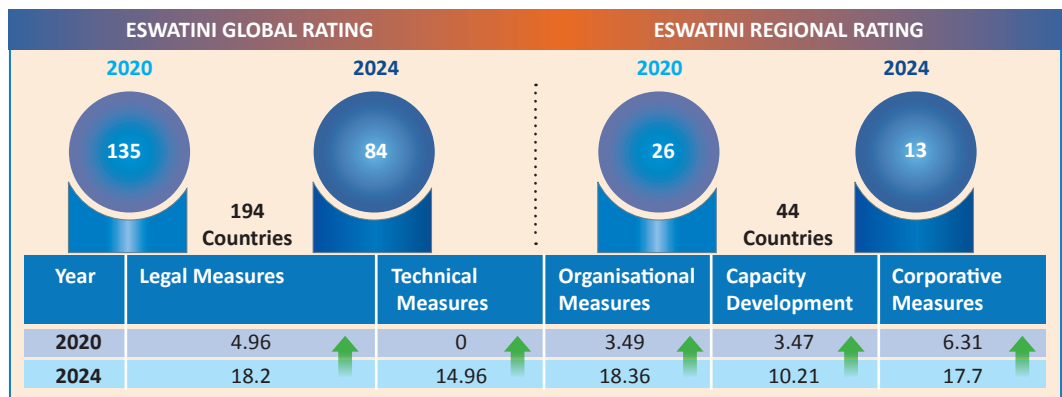 ESWATINI GLOBAL RATING
ESWATINI REGIONAL RATING
2020
2024
2020
2024
135
84
26
13
194
Countries
44
Countries
Year
Legal Measures
Technical
Measures
Organisational
Measures
Capacity
Development
Corporative
Measures
2020 4.96 0 3.49 3.47 6.31
2024 18.2 14.96 18.36 10.21 17.7